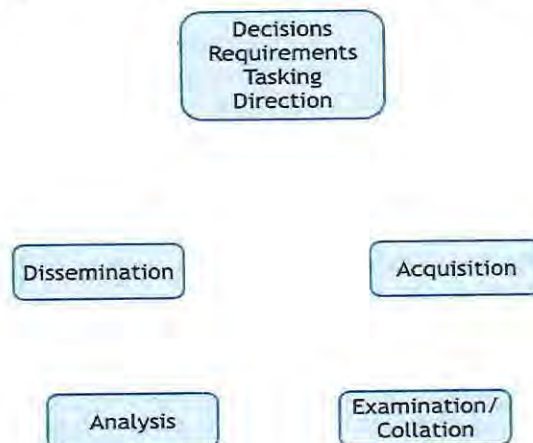 Decisions
Requirements
Tasking
Direction
Dissemination
Acquisition
Analysis
Examination/
Collation